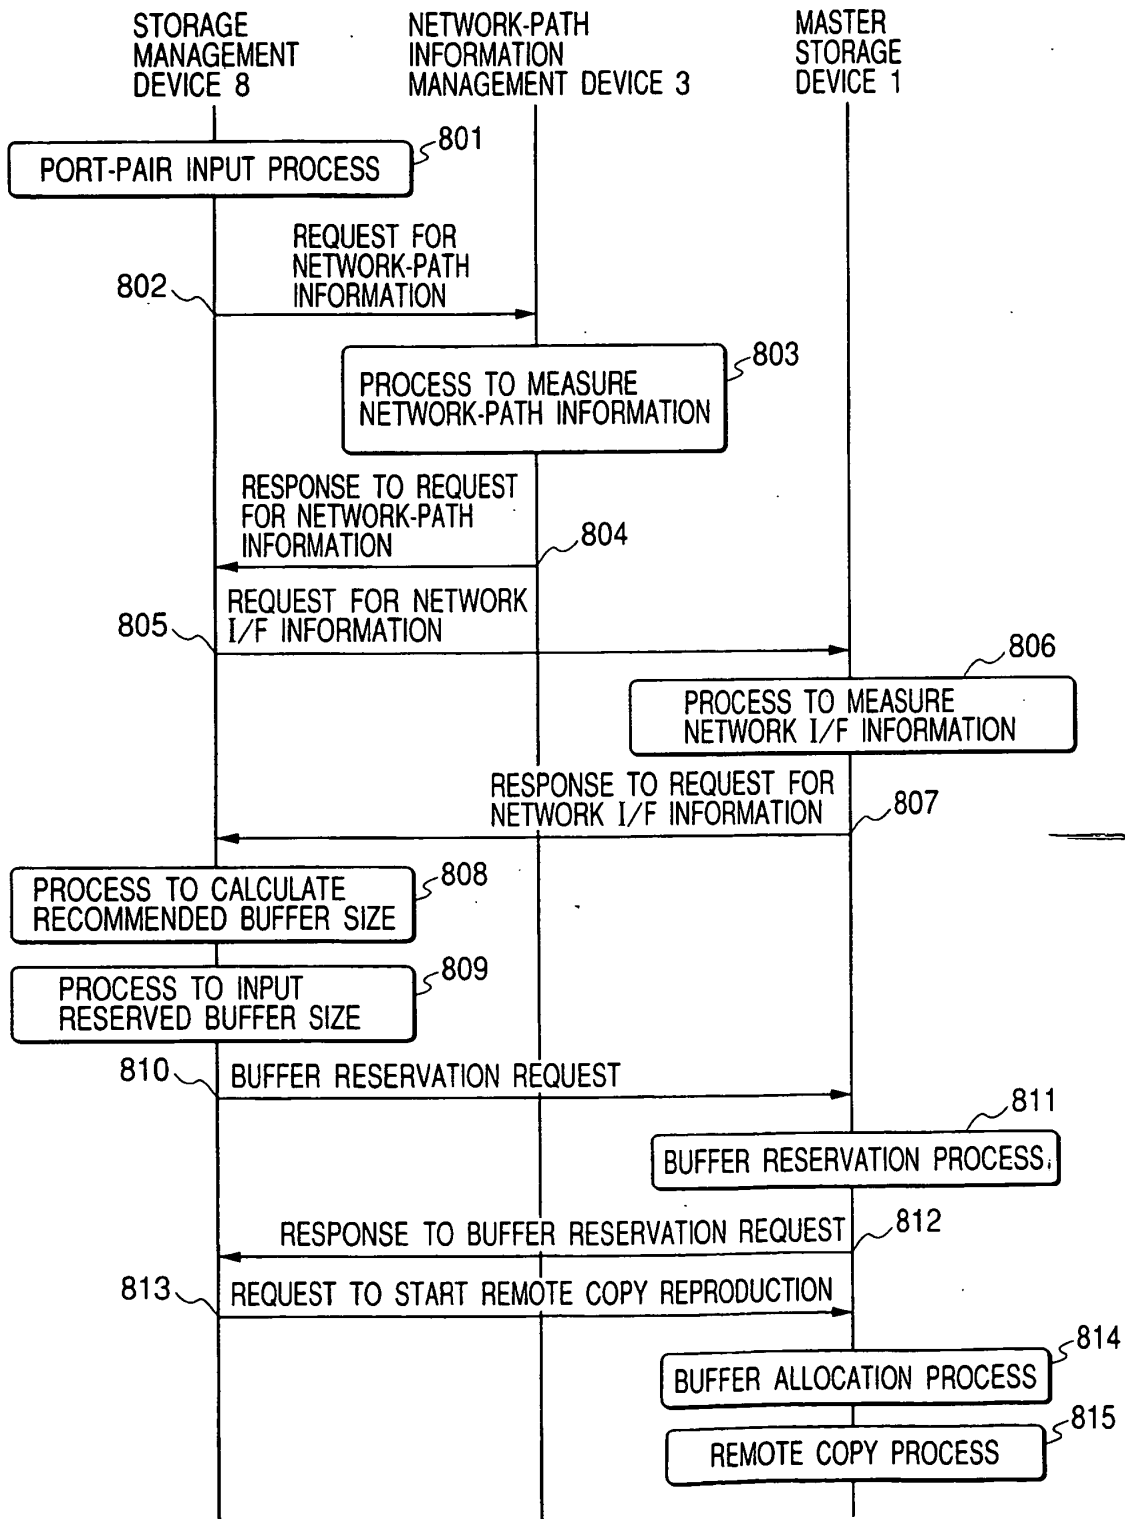 STORAGE
MANAGEMENT
DEVICE 8
NETWORK-PATH
INFORMATION
MANAGEMENT DEVICE 3
MASTER
STORAGE
DEVICE 1
801
PORT-PAIR INPUT PROCESS
REQUEST FOR
NETWORK-PATH
INFORMATION
802
803
PROCESS TO MEASURE
NETWORK-PATH INFORMATION
RESPONSE TO REQUEST
FOR NETWORK-PATH
INFORMATION
804
REQUEST FOR NETWORK
I/F INFORMATION
805
806
PROCESS TO MEASURE
NETWORK I/F INFORMATION
RESPONSE TO REQUEST FOR
NETWORK I/F INFORMATION
807
808
PROCESS TO CALCULATE
RECOMMENDED BUFFER SIZE
809
PROCESS TO INPUT
RESERVED BUFFER SIZE
810
BUFFER RESERVATION REQUEST
811
BUFFER RESERVATION PROCESS
812
RESPONSE TO BUFFER RESERVATION REQUEST
813
REQUEST TO START REMOTE COPY REPRODUCTION
814
BUFFER ALLOCATION PROCESS
815
REMOTE COPY PROCESS